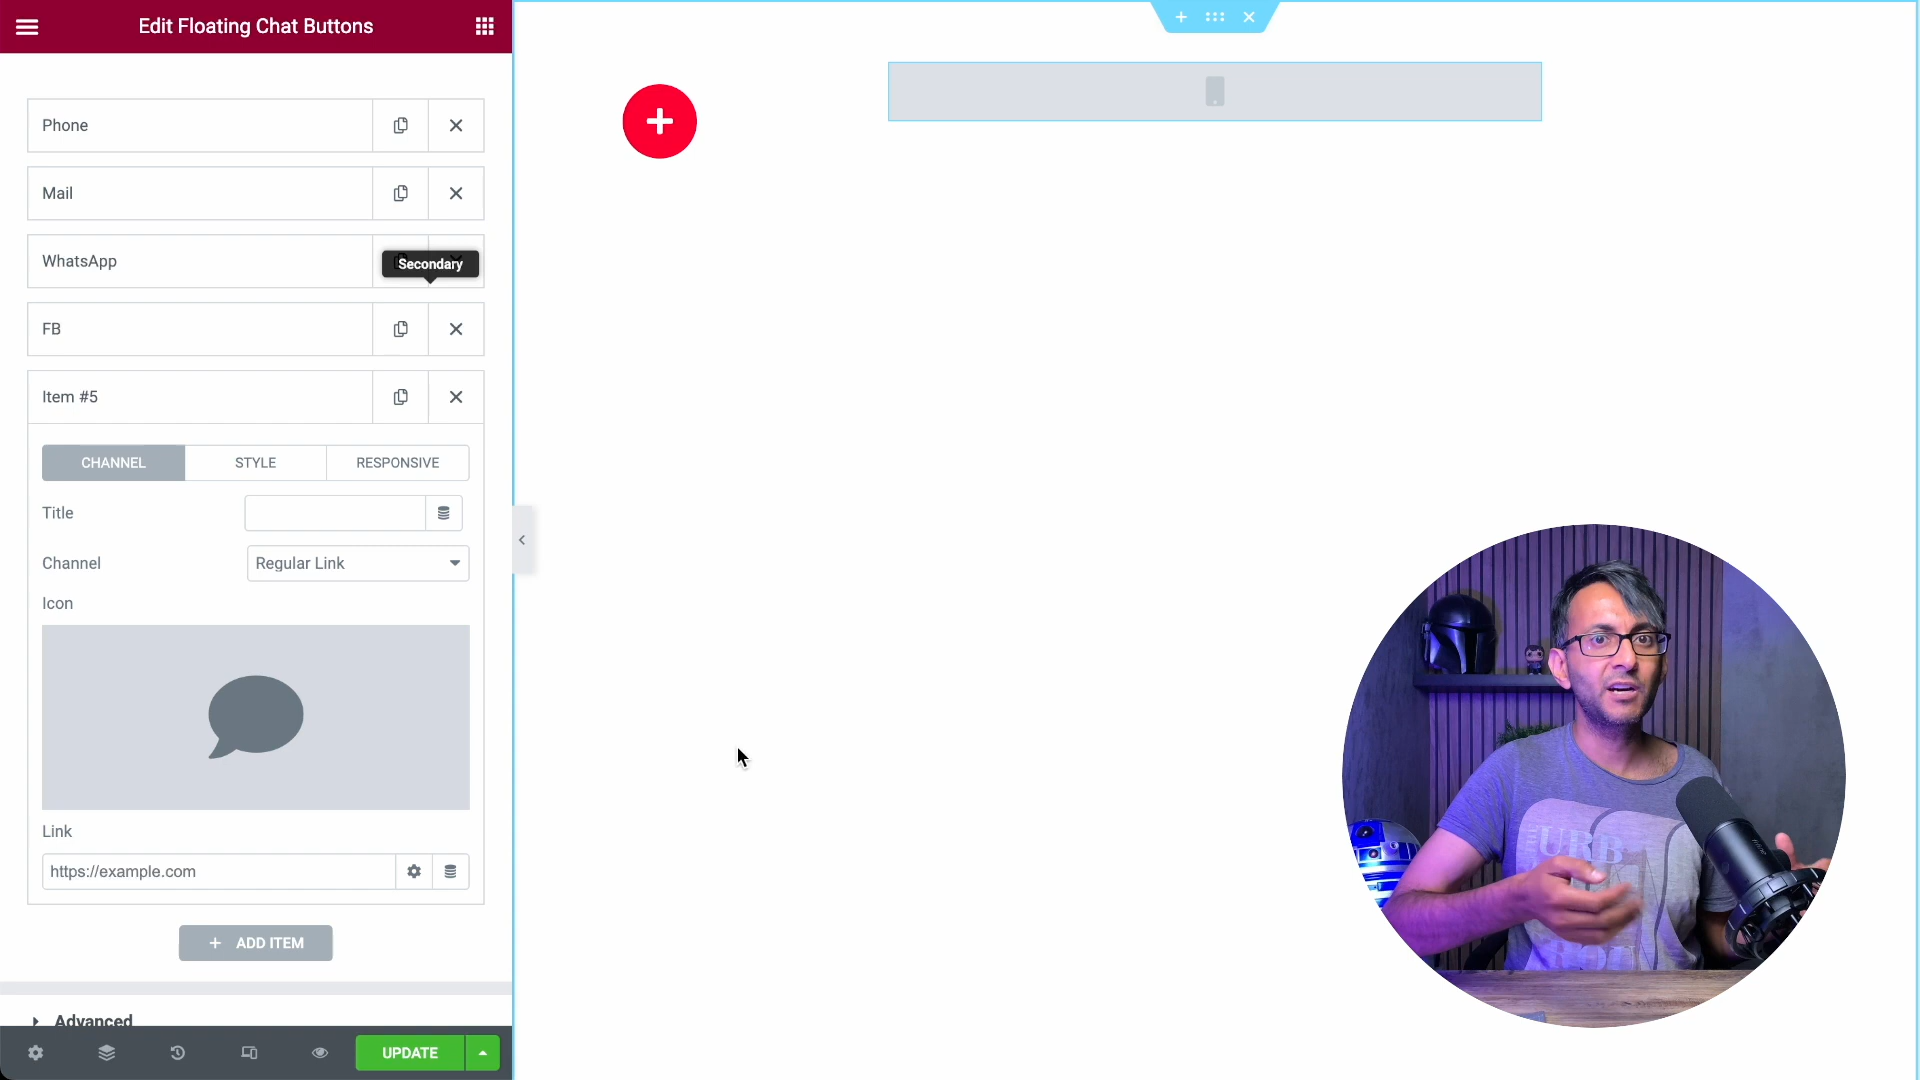 Edit Floating Chat Buttons
Phone
Mail
WhatsApp
Secondary
FB
Item #5
CHANNEL
STYLE
RESPONSIVE
Title
Channel
Regular Link
Icon
Link
https://example.com
+ ADD ITEM
Advanced
UPDATE
URB